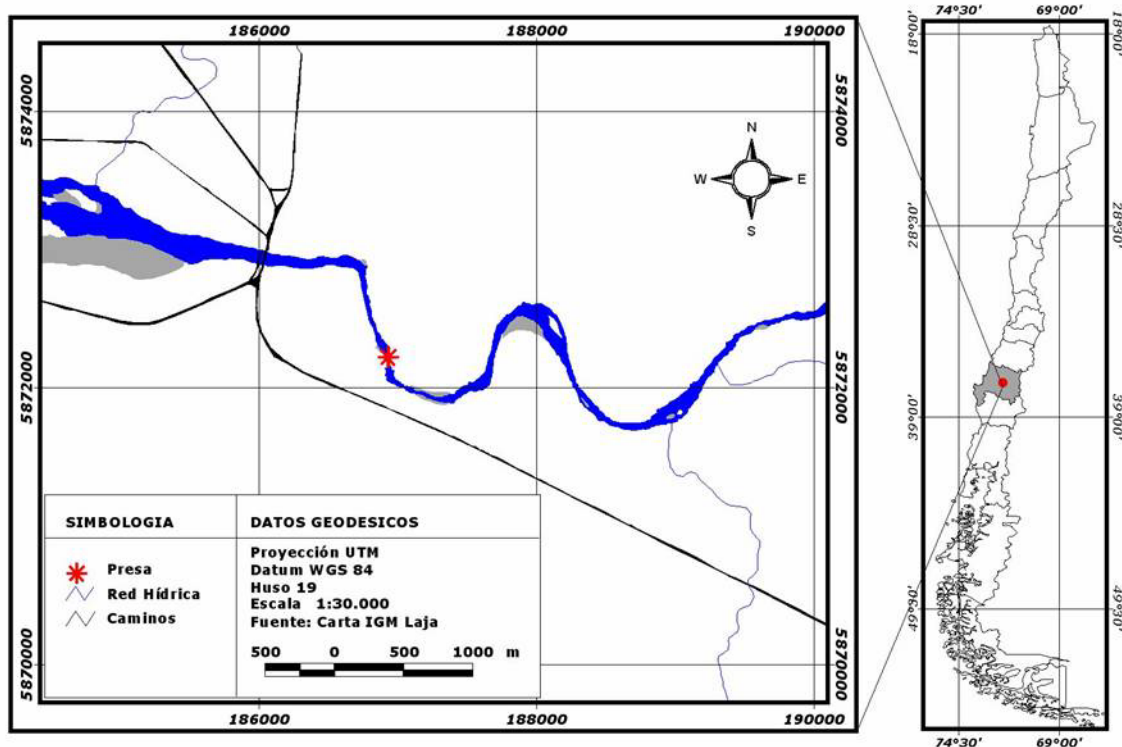 186000 188000 190000
74°30' 69°00'
18°00' 18°00'
5874000 5874000
N
W E
S
28°30' 28°30'
5872000 5872000
39°00' 39°00'
SIMBOLOGIA
Presa
Red Hídrica
Caminos
DATOS GEODESICOS
Proyección UTM
Datum WGS 84
Huso 19
Escala 1:30.000
Fuente: Carta IGM Laja
500 0 500 1000 m
49°30' 49°30'
5870000 5870000
186000 188000 190000
74°30' 69°00'